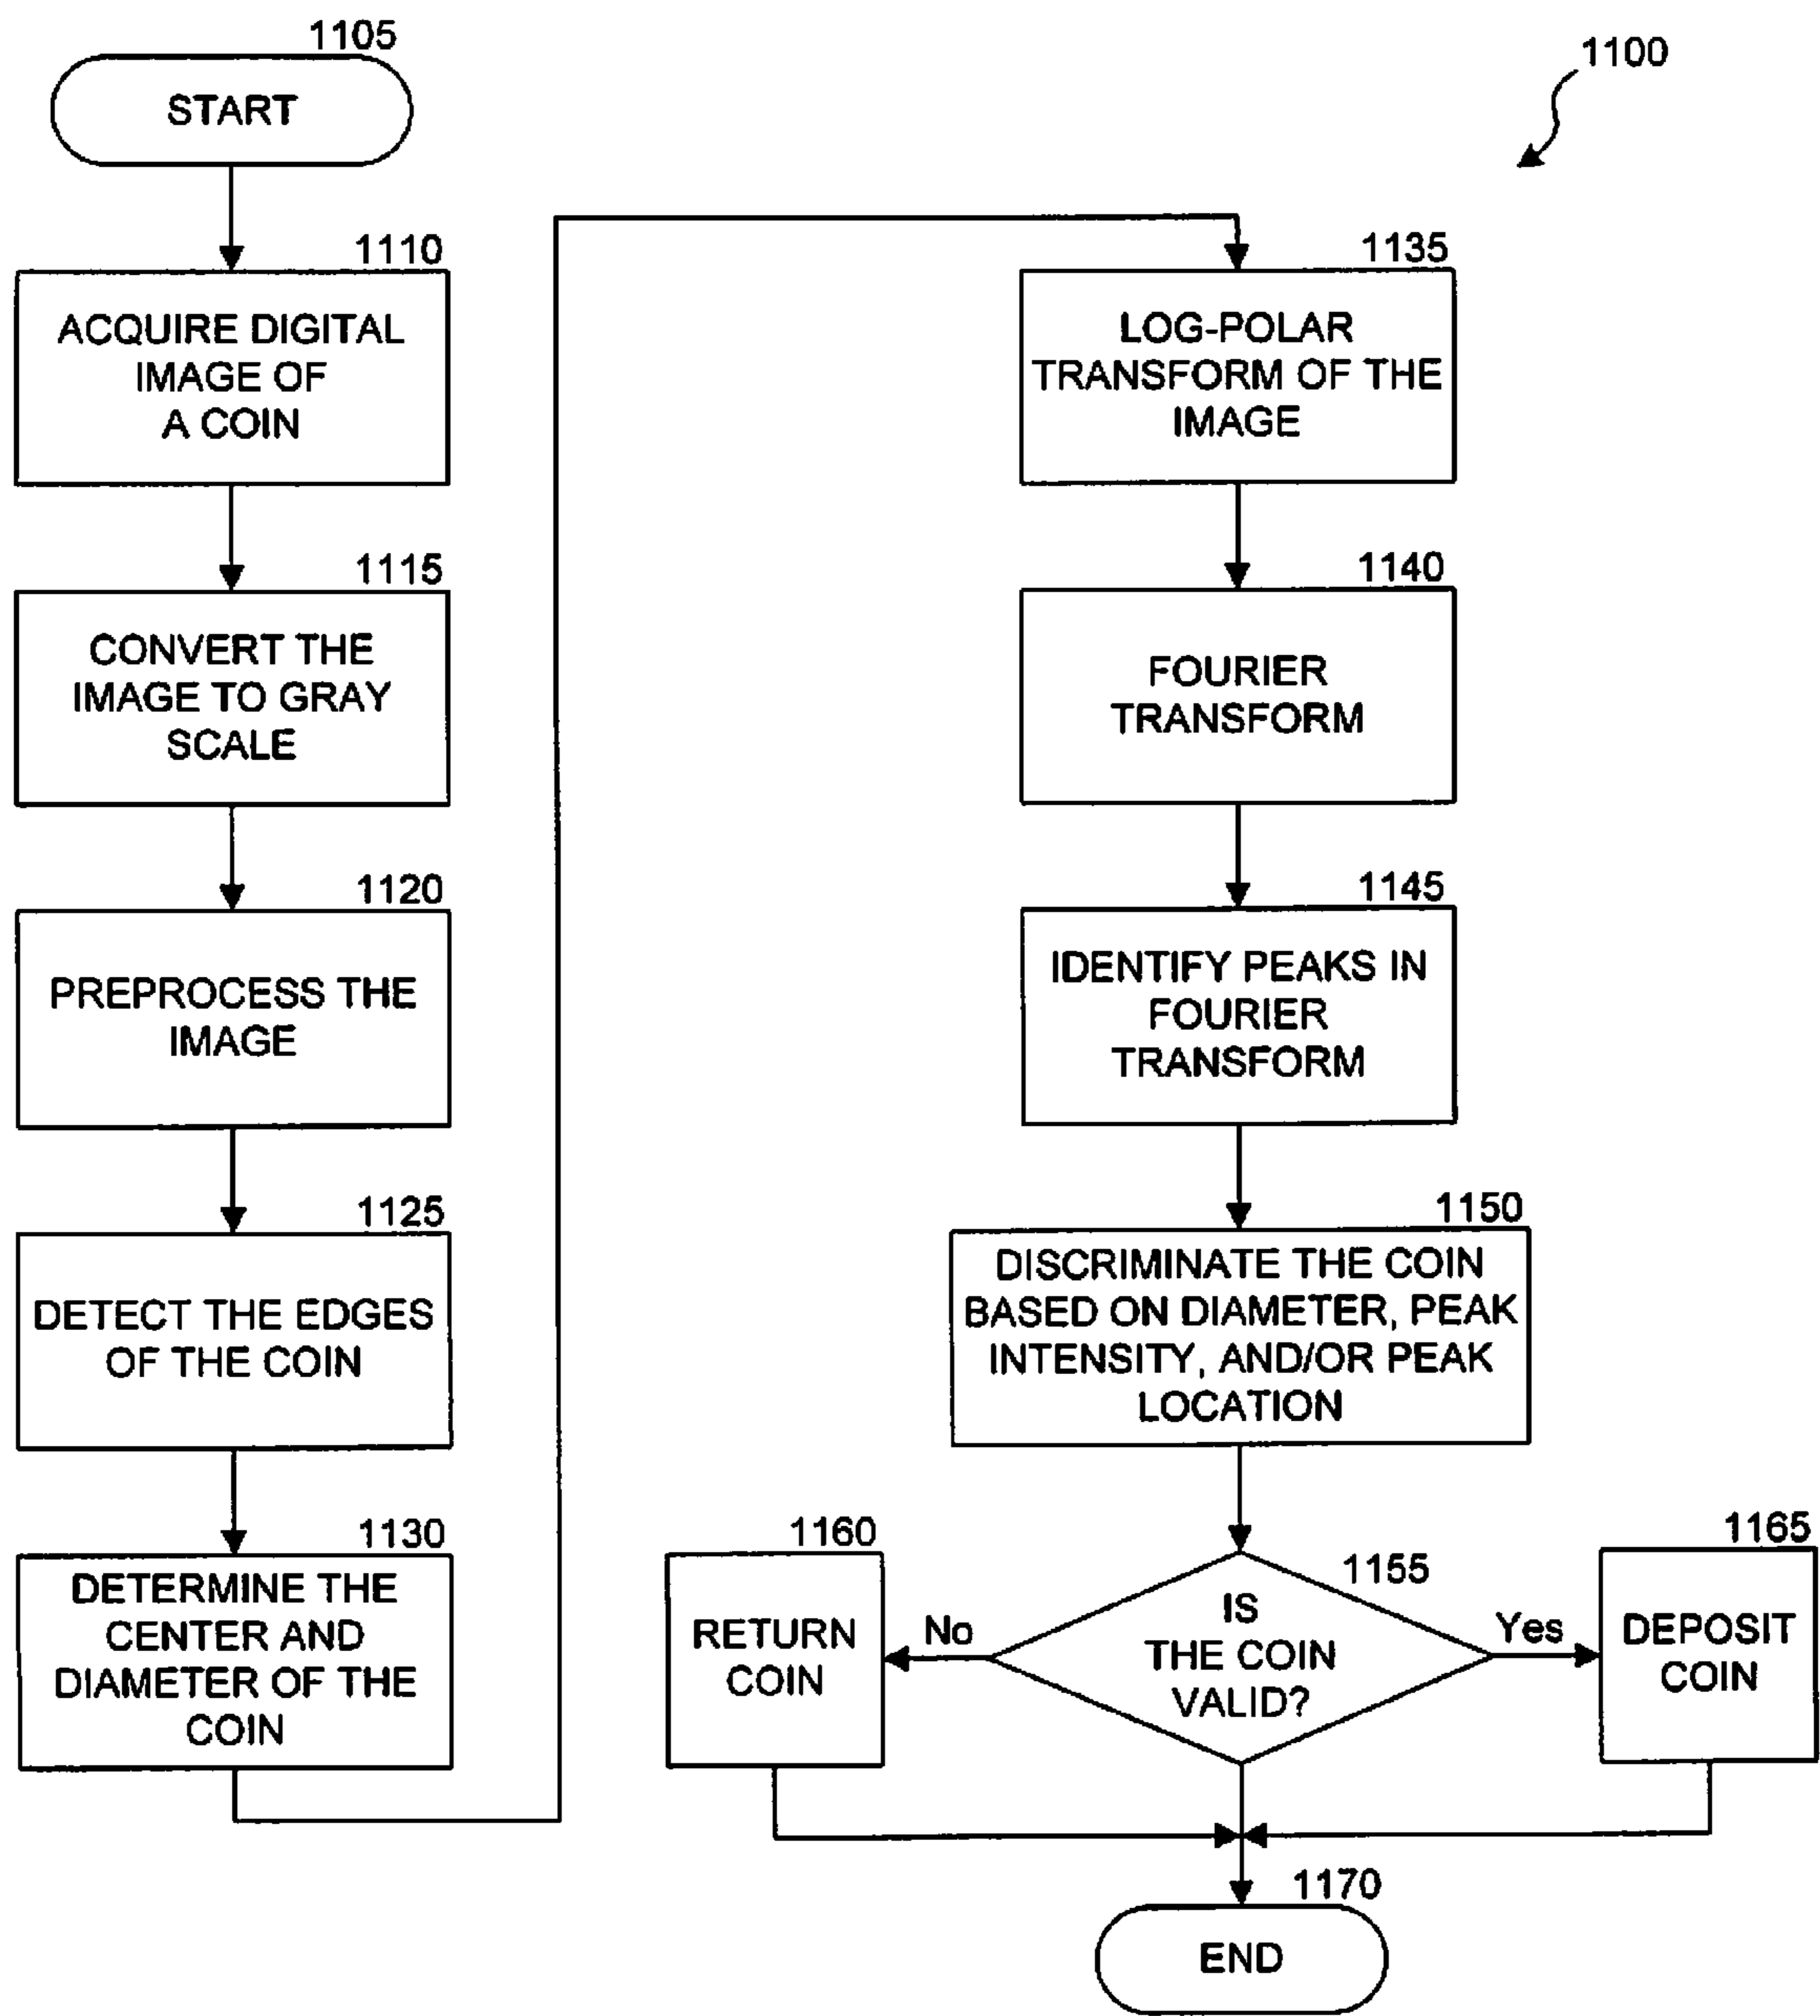 1105
START
1100
1110
ACQUIRE DIGITAL
IMAGE OF
A COIN
1115
CONVERT THE
IMAGE TO GRAY
SCALE
1120
PREPROCESS THE
IMAGE
1125
DETECT THE EDGES
OF THE COIN
1130
DETERMINE THE
CENTER AND
DIAMETER OF THE
COIN
1135
LOG-POLAR
TRANSFORM OF THE
IMAGE
1140
FOURIER
TRANSFORM
1145
IDENTIFY PEAKS IN
FOURIER
TRANSFORM
1150
DISCRIMINATE THE COIN
BASED ON DIAMETER, PEAK
INTENSITY, AND/OR PEAK
LOCATION
1155
IS
THE COIN
VALID?
No
1160
RETURN
COIN
Yes
1165
DEPOSIT
COIN
1170
END